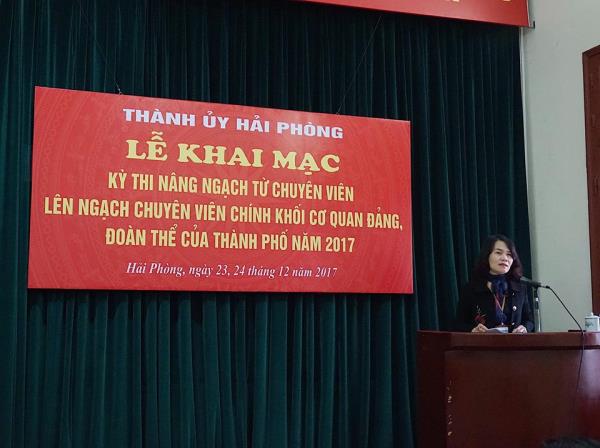 THÀNH ỦY HẢI PHÒNG
LỄ KHAI MẠC
KỲ THI NÂNG NGẠCH TỪ CHUYÊN VIÊN
LÊN NGẠCH CHUYÊN VIÊN CHÍNH KHỐI CƠ QUAN ĐẢNG,
ĐOÀN THỂ CỦA THÀNH PHỐ NĂM 2017
Hải Phòng, ngày 23, 24 tháng 12 năm 2017